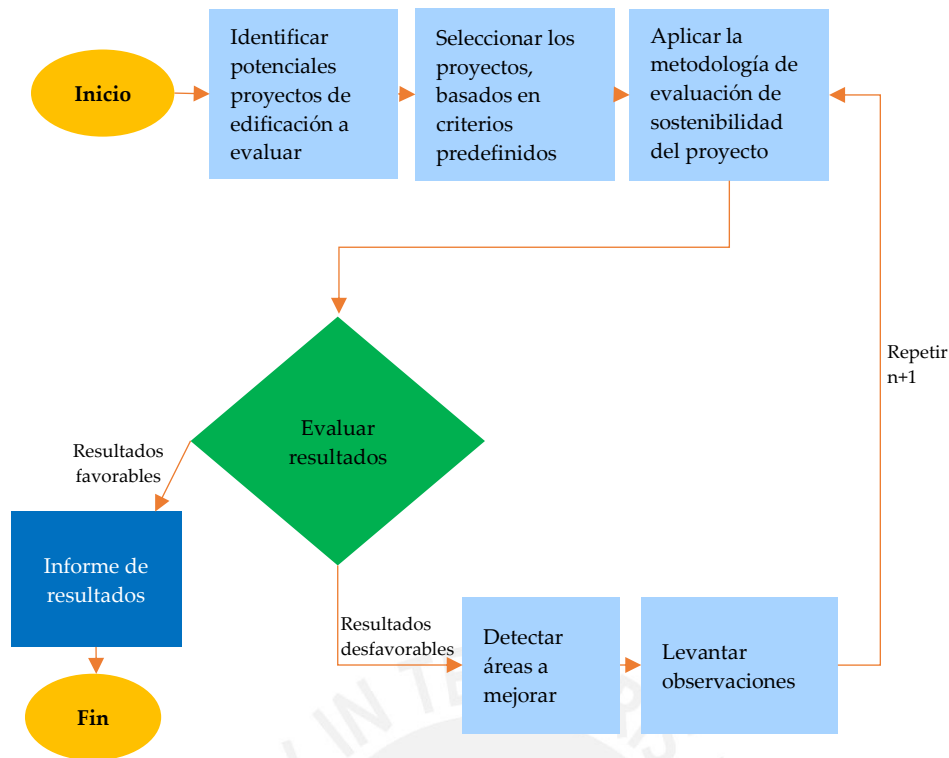 Inicio
Identificar
potenciales
proyectos de
edificación a
evaluar
Seleccionar los
proyectos,
basados en
criterios
predefinidos
Aplicar la
metodología de
evaluación de
sostenibilidad
del proyecto
Repetir
n+1
Evaluar
resultados
Resultados
favorables
Informe de
resultados
Resultados
desfavorables
Detectar
áreas a
mejorar
Levantar
observaciones
Fin